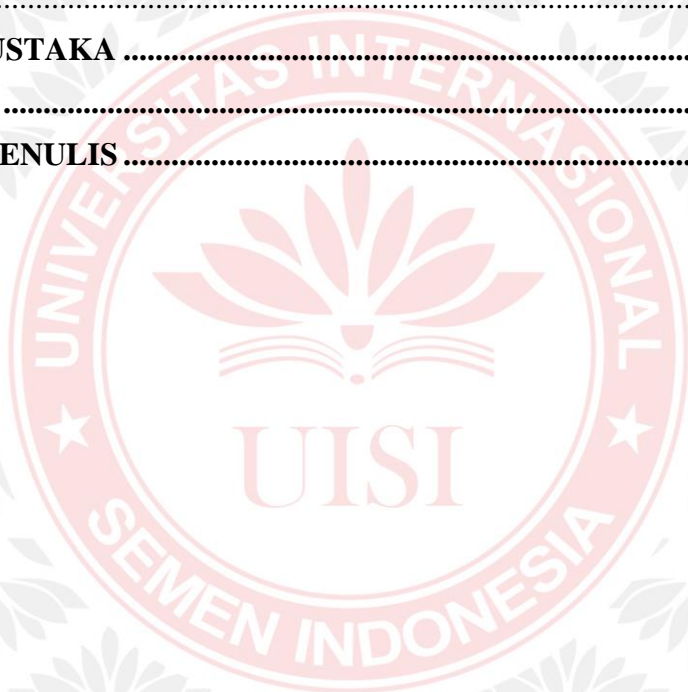 ....................................................................................................
USTAKA ....................................................................................
....................................................................................................
ENULIS ....................................................................................
UNIVERSITAS INTERNASIONAL
UISI
SEMEN INDONESIA